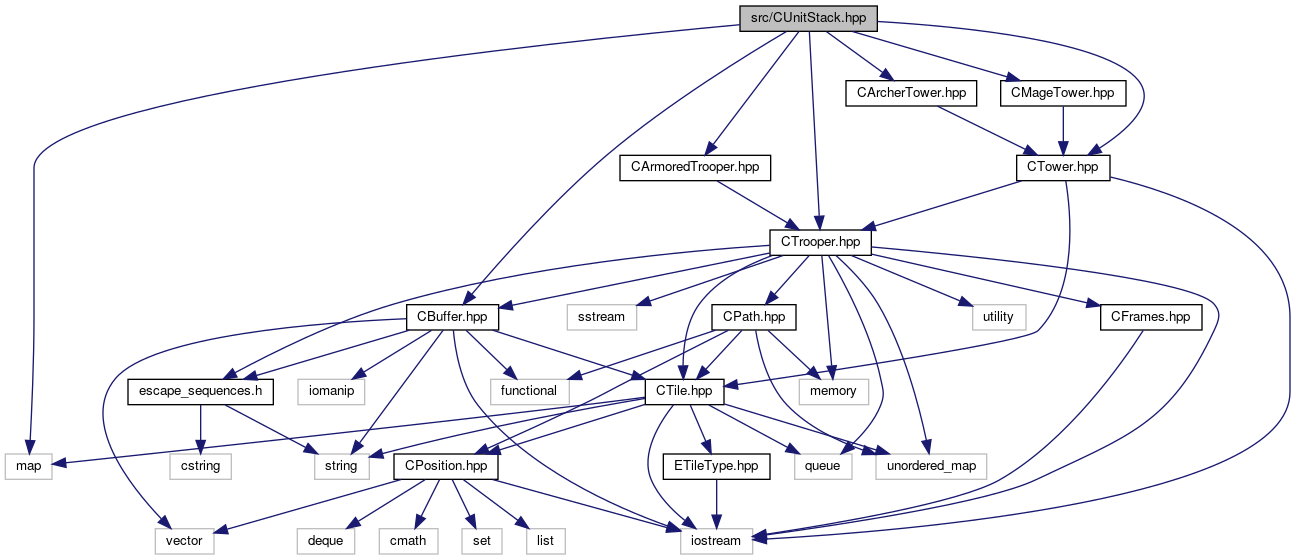 src/CUnitStack.hpp
CArcherTower.hpp
CMageTower.hpp
CArmoredTrooper.hpp
CTower.hpp
CTrooper.hpp
CBuffer.hpp
sstream
CPath.hpp
utility
CFrames.hpp
escape_sequences.h
iomanip
functional
CTile.hpp
memory
map
cstring
string
CPosition.hpp
ETileType.hpp
queue
unordered_map
vector
deque
cmath
set
list
iostream